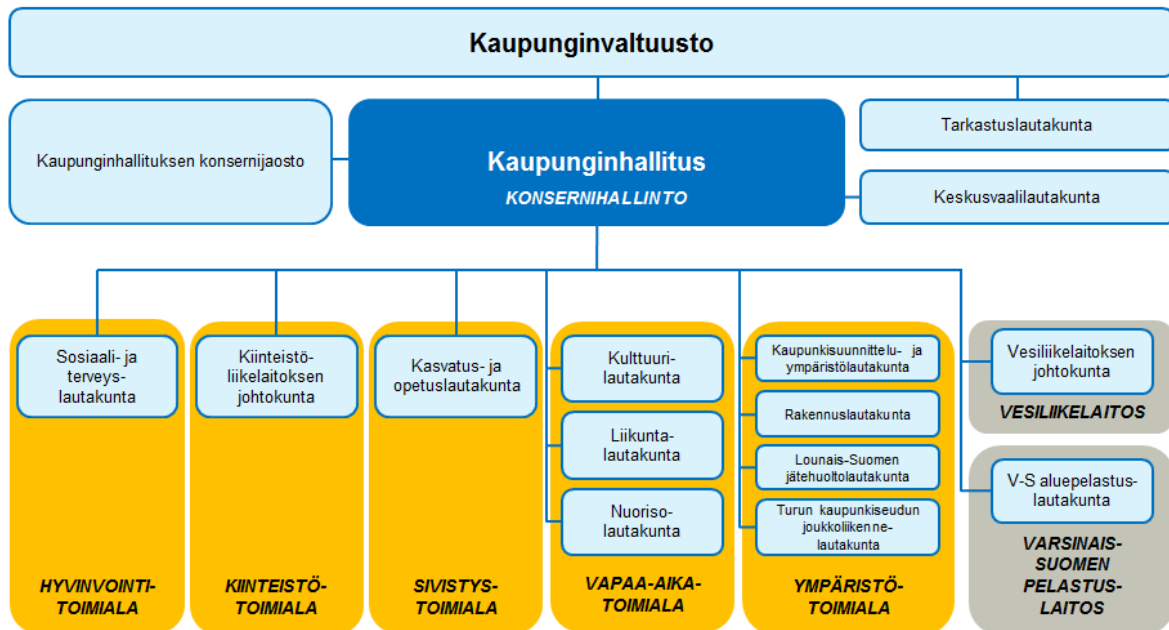 Kaupunginvaltuusto
Kaupunginhallituksen konsernijaosto
Kaupunginhallitus
KONSERNIHALLINTO
Tarkastuslautakunta
Keskusvaalilautakunta
Sosiaali- ja
terveys-
lautakunta
HYVINVOINTI-
TOIMIALA
Kiinteistö-
liikelaitoksen
johtokunta
KIINTEISTÖ-
TOIMIALA
Kasvatus- ja
opetuslautakunta
SIVISTYS-
TOIMIALA
Kulttuuri-
lautakunta
Liikunta-
lautakunta
Nuoriso-
lautakunta
VAPAA-AIKA-
TOIMIALA
Kaupunkisuunnittelu- ja
ympäristölautakunta
Rakennuslautakunta
Lounais-Suomen
jätehuoltolautakunta
Turun kaupunkiseudun
joukkoliikenne-
lautakunta
YMPÄRISTÖ-
TOIMIALA
Vesiliikelaitoksen
johtokunta
VESILIIKELAITOS
V-S aluepelastus-
lautakunta
VARSINAIS-
SUOMEN
PELASTUS-
LAITOS